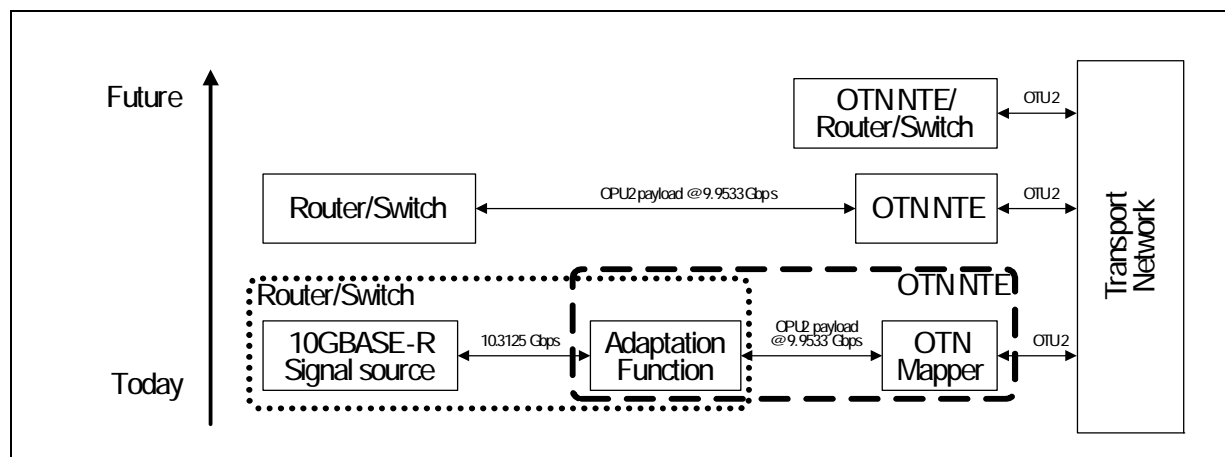 Future
OTN NTE/
Router/Switch
OTU2
Router/Switch
OPU2 payload @ 9.9533 Gbps
OTN NTE
OTU2
Transport
Network
Router/Switch
OTN NTE
10GBASE-R
Signal source
10.3125 Gbps
Adaptation
Function
OPU2 payload
@ 9.9533 Gbps
OTN
Mapper
OTU2
Today